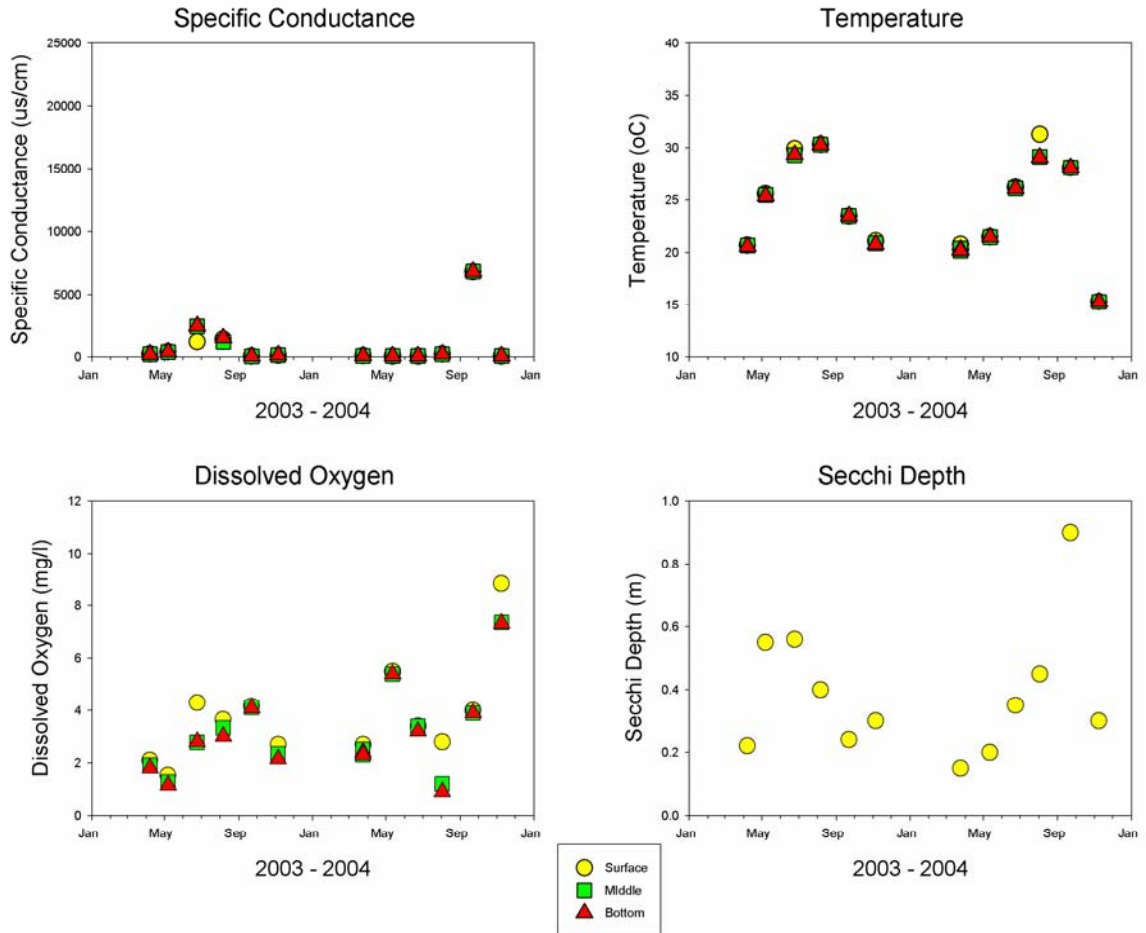 Specific Conductance
Specific Conductance (us/cm)
25000
20000
15000
10000
5000
0
Jan May Sep Jan May Sep Jan
2003 - 2004
Temperature
Temperature (oC)
40
35
30
25
20
15
10
Jan May Sep Jan May Sep Jan
2003 - 2004
Dissolved Oxygen
Dissolved Oxygen (mg/l)
12
10
8
6
4
2
0
Jan May Sep Jan May Sep Jan
2003 - 2004
Secchi Depth
Secchi Depth (m)
1.0
0.8
0.6
0.4
0.2
0.0
Jan May Sep Jan May Sep Jan
2003 - 2004
Surface
MIddle
Bottom